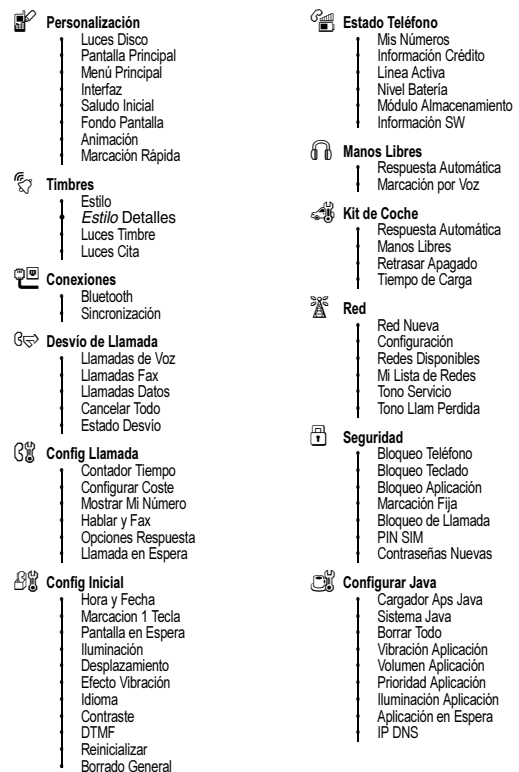 Personalización
Luces Disco
Pantalla Principal
Menú Principal
Interfaz
Saludo Inicial
Fondo Pantalla
Animación
Marcación Rápida
Timbres
Estilo
Estilo Detalles
Luces Timbre
Luces Cita
Conexiones
Bluetooth
Sincronización
Desvío de Llamada
Llamadas de Voz
Llamadas Fax
Llamadas Datos
Cancelar Todo
Estado Desvío
Config Llamada
Contador Tiempo
Configurar Coste
Mostrar Mi Número
Hablar y Fax
Opciones Respuesta
Llamada en Espera
Config Inicial
Hora y Fecha
Marcacion 1 Tecla
Pantalla en Espera
Iluminación
Desplazamiento
Efecto Vibración
Idioma
Contraste
DTMF
Reinicializar
Borrado General
Estado Teléfono
Mis Números
Información Crédito
Línea Activa
Nivel Batería
Módulo Almacenamiento
Información SW
Manos Libres
Respuesta Automática
Marcación por Voz
Kit de Coche
Respuesta Automática
Manos Libres
Retrasar Apagado
Tiempo de Carga
Red
Red Nueva
Configuración
Redes Disponibles
Mi Lista de Redes
Tono Servicio
Tono Llam Perdida
Seguridad
Bloqueo Teléfono
Bloqueo Teclado
Bloqueo Aplicación
Marcación Fija
Bloqueo de Llamada
PIN SIM
Contraseñas Nuevas
Configurar Java
Cargador Aps Java
Sistema Java
Borrar Todo
Vibración Aplicación
Volumen Aplicación
Prioridad Aplicación
Iluminación Aplicación
Aplicación en Espera
IP DNS